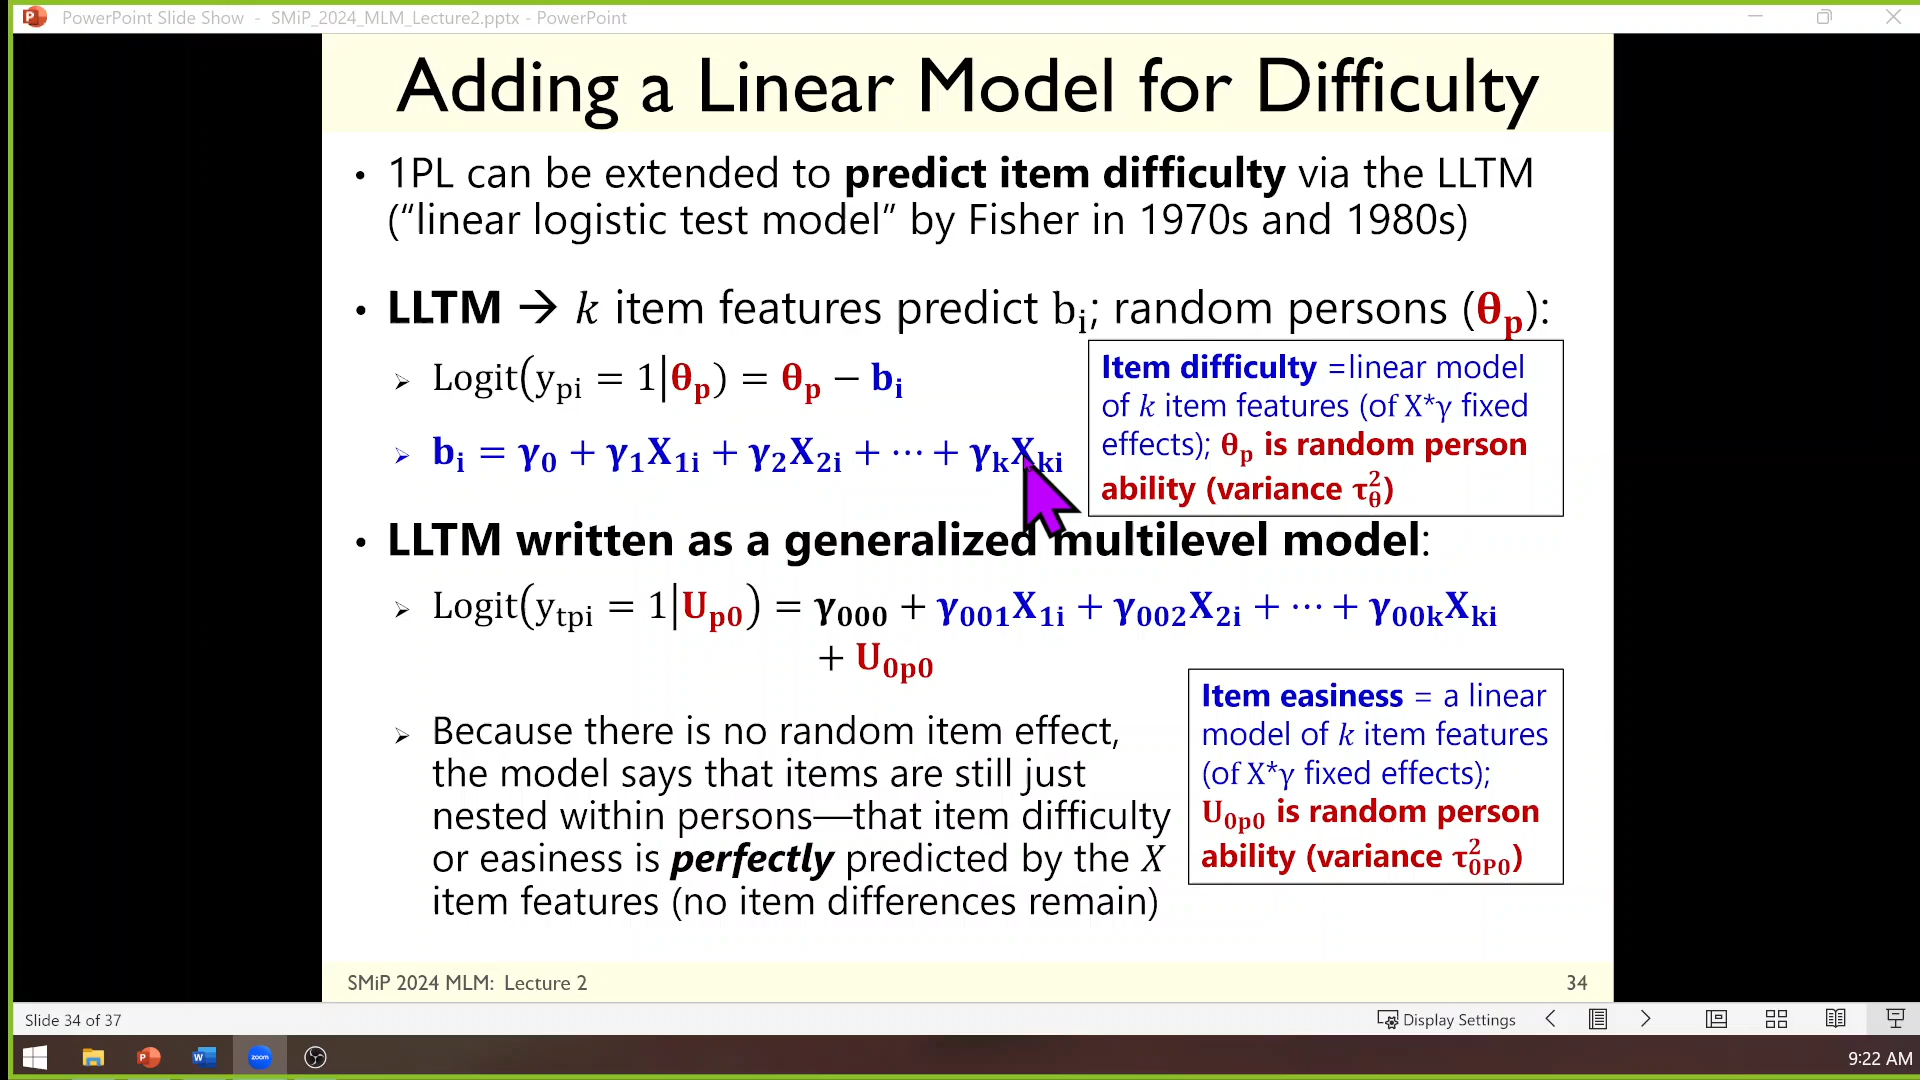 PowerPoint Slide Show - SMiP_2024_MLM_Lecture2.pptx - PowerPoint
Adding a Linear Model for Difficulty
• 1PL can be extended to predict item difficulty via the LLTM
(“linear logistic test model” by Fisher in 1970s and 1980s)
• LLTM → k item features predict bᵢ; random persons (θₚ):
➢ Logit(yₚᵢ = 1|θₚ) = θₚ − bᵢ
➢ bᵢ = γ₀ + γ₁X₁ᵢ + γ₂X₂ᵢ + ⋯ + γₖXₖᵢ
Item difficulty =linear model
of k item features (of X*γ fixed
effects); θₚ is random person
ability (variance τ²_θ)
• LLTM written as a generalized multilevel model:
➢ Logit(yₜₚᵢ = 1|Uₚ₀) = γ₀₀₀ + γ₀₀₁X₁ᵢ + γ₀₀₂X₂ᵢ + ⋯ + γ₀₀ₖXₖᵢ
+ U₀ₚ₀
➢ Because there is no random item effect,
the model says that items are still just
nested within persons—that item difficulty
or easiness is perfectly predicted by the X
item features (no item differences remain)
Item easiness = a linear
model of k item features
(of X*γ fixed effects);
U₀ₚ₀ is random person
ability (variance τ²_0P0)
SMiP 2024 MLM: Lecture 2
34
Slide 34 of 37
Display Settings
zoom
9:22 AM